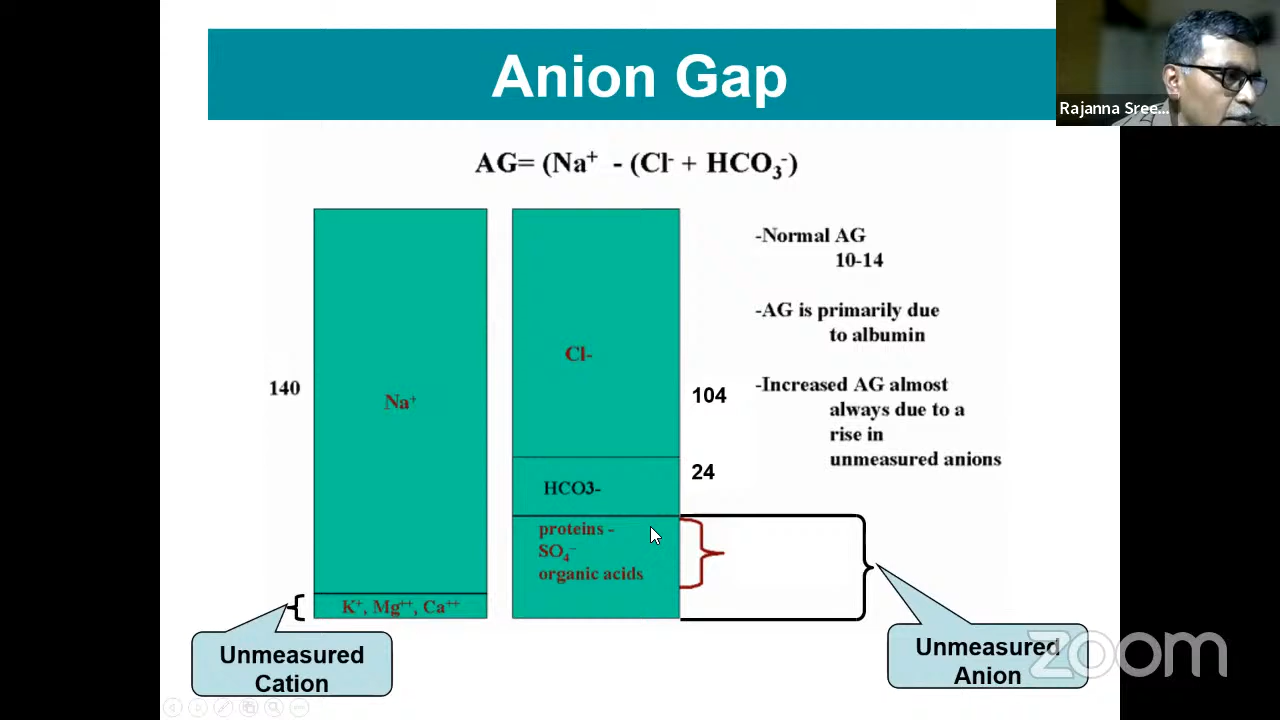 Anion Gap
Rajanna Sree...
AG= (Na⁺ - (Cl⁻ + HCO₃⁻)
-Normal AG
10-14
-AG is primarily due
to albumin
-Increased AG almost
always due to a
rise in
unmeasured anions
140
Na⁺
Cl-
104
HCO3-
24
proteins -
SO₄⁻
organic acids
K⁺, Mg⁺⁺, Ca⁺⁺
Unmeasured
Cation
Unmeasured
Anion
zoom